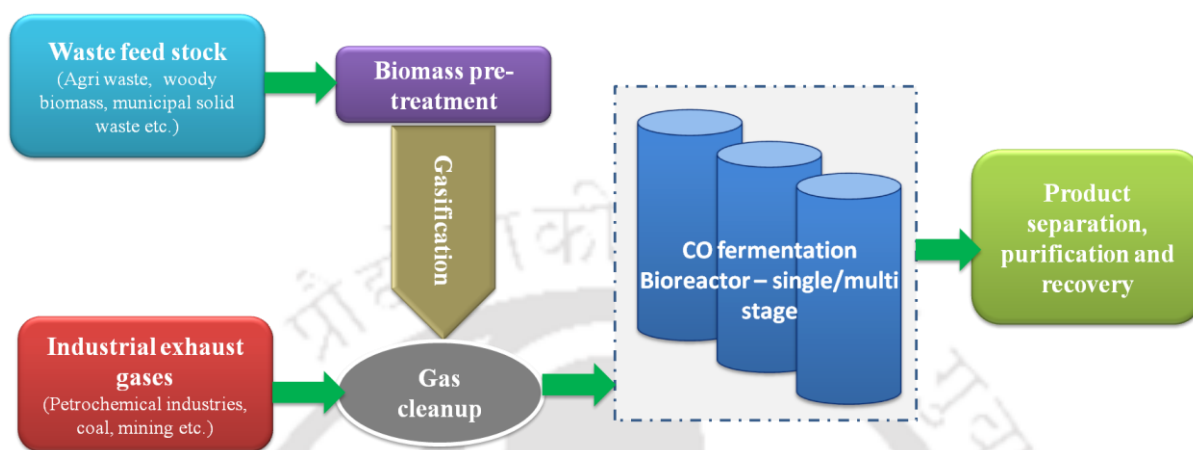 Waste feed stock
(Agri waste, woody
biomass, municipal solid
waste etc.)
Biomass pre-
treatment
Gasification
Industrial exhaust
gases
(Petrochemical industries,
coal, mining etc.)
Gas
cleanup
CO fermentation
Bioreactor – single/multi
stage
Product
separation,
purification and
recovery